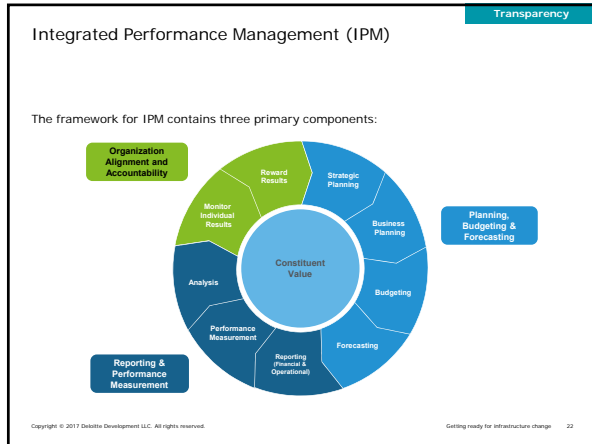 Transparency
Integrated Performance Management (IPM)
The framework for IPM contains three primary components:
Organization
Alignment and
Accountability
Reward
Results
Strategic
Planning
Monitor
Individual
Results
Business
Planning
Planning,
Budgeting &
Forecasting
Constituent
Value
Analysis
Budgeting
Performance
Measurement
Forecasting
Reporting
(Financial &
Operational)
Reporting &
Performance
Measurement
Copyright © 2017 Deloitte Development LLC. All rights reserved.
Getting ready for infrastructure change 22